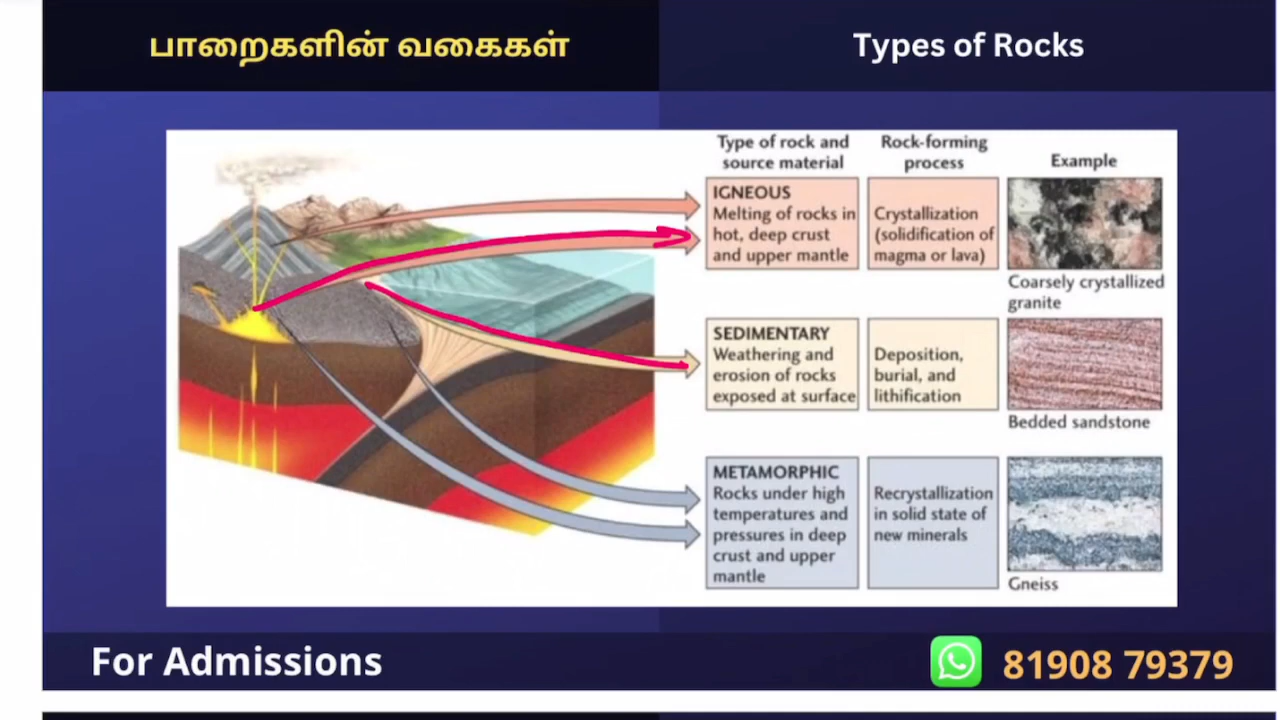 பாறைகளின் வகைகள்
Types of Rocks
Type of rock and
source material
Rock-forming
process
Example
IGNEOUS
Melting of rocks in
hot, deep crust
and upper mantle
Crystallization
(solidification of
magma or lava)
Coarsely crystallized
granite
SEDIMENTARY
Weathering and
erosion of rocks
exposed at surface
Deposition,
burial, and
lithification
Bedded sandstone
METAMORPHIC
Rocks under high
temperatures and
pressures in deep
crust and upper
mantle
Recrystallization
in solid state of
new minerals
Gneiss
For Admissions
81908 79379